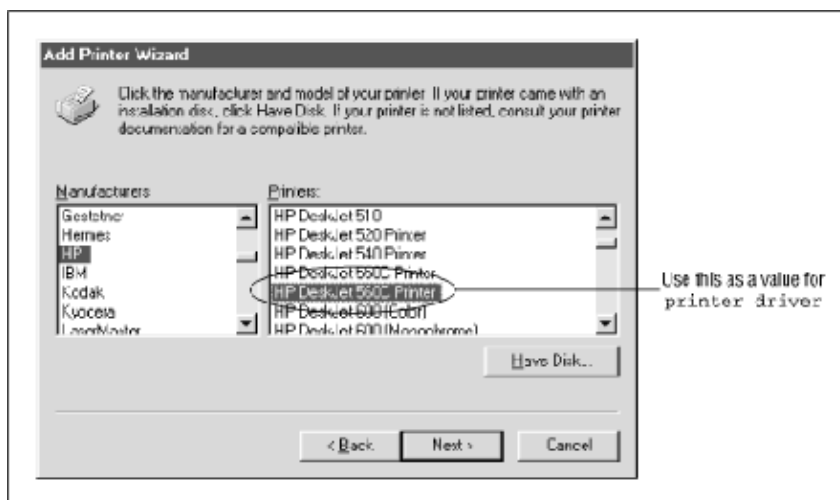 Add Printer Wizard
Click the manufacturer and model of your printer. If your printer came with an
installation disk, click Have Disk. If your printer is not listed, consult your printer
documentation for a compatible printer.
Manufacturers
Gestetner
Hermes
HP
IBM
Kodak
Kyocera
LaserMaster
Printers:
HP DeskJet 510
HP DeskJet 520 Printer
HP DeskJet 540 Printer
HP DeskJet Printer
HP DeskJet 560C Printer
HP DeskJet 600 (Color)
HP DeskJet 600 (Monochrome)
Have Disk...
< Back
Next >
Cancel
Use this as a value for
printer driver